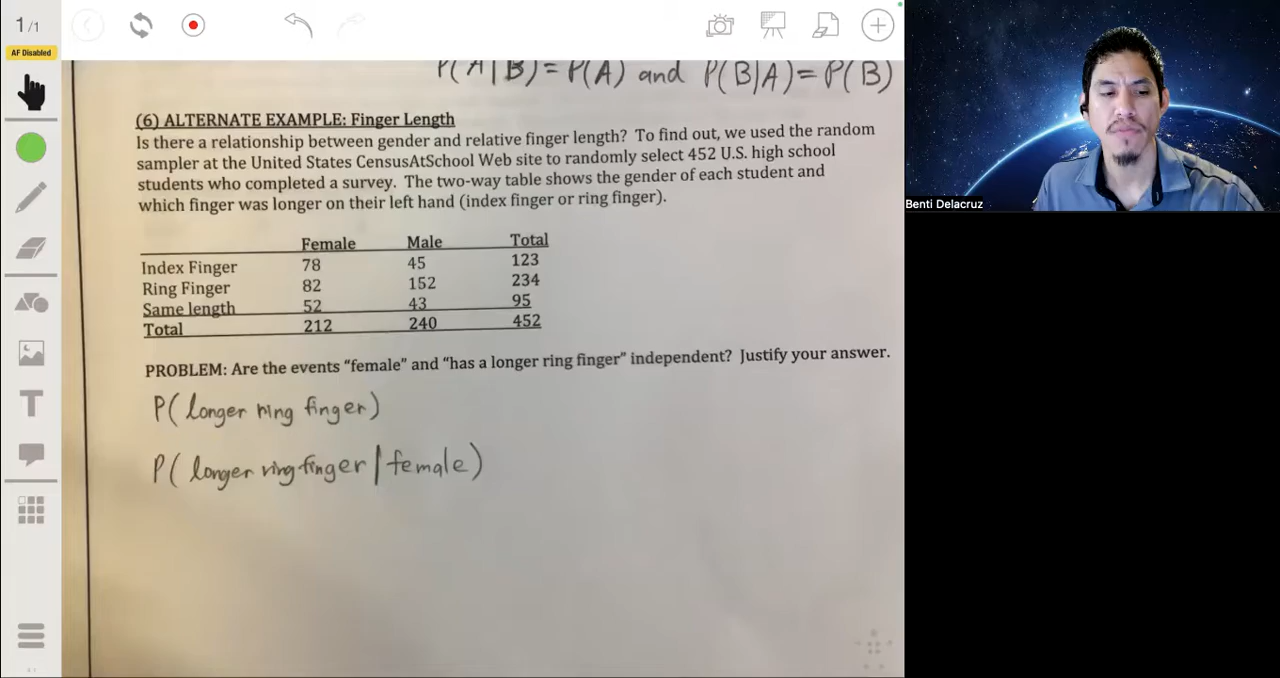 1/1
AF Disabled
P(A|B)=P(A) and P(B|A)=P(B)
(6) ALTERNATE EXAMPLE: Finger Length
Is there a relationship between gender and relative finger length? To find out, we used the random
sampler at the United States CensusAtSchool Web site to randomly select 452 U.S. high school
students who completed a survey. The two-way table shows the gender of each student and
which finger was longer on their left hand (index finger or ring finger).
Female Male Total
Index Finger 78 45 123
Ring Finger 82 152 234
Same length 52 43 95
Total 212 240 452
PROBLEM: Are the events “female” and “has a longer ring finger” independent? Justify your answer.
P(longer ring finger)
P(longer ring finger|female)
T
Benti Delacruz